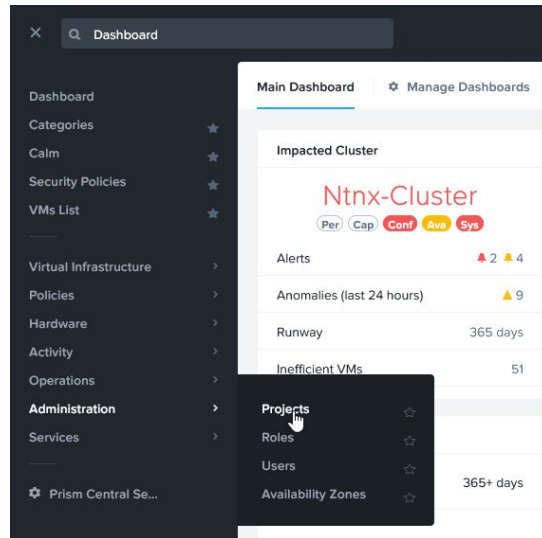 Dashboard
Dashboard
Categories
Calm
Security Policies
VMs List
Virtual Infrastructure
Policies
Hardware
Activity
Operations
Administration
Services
Prism Central Se...
Main Dashboard
Manage Dashboards
Impacted Cluster
Ntnx-Cluster
Per Cap Conf Ava Sys
Alerts 2 4
Anomalies (last 24 hours) 9
Runway 365 days
Inefficient VMs 51
Projects
Roles
Users
Availability Zones
365+ days